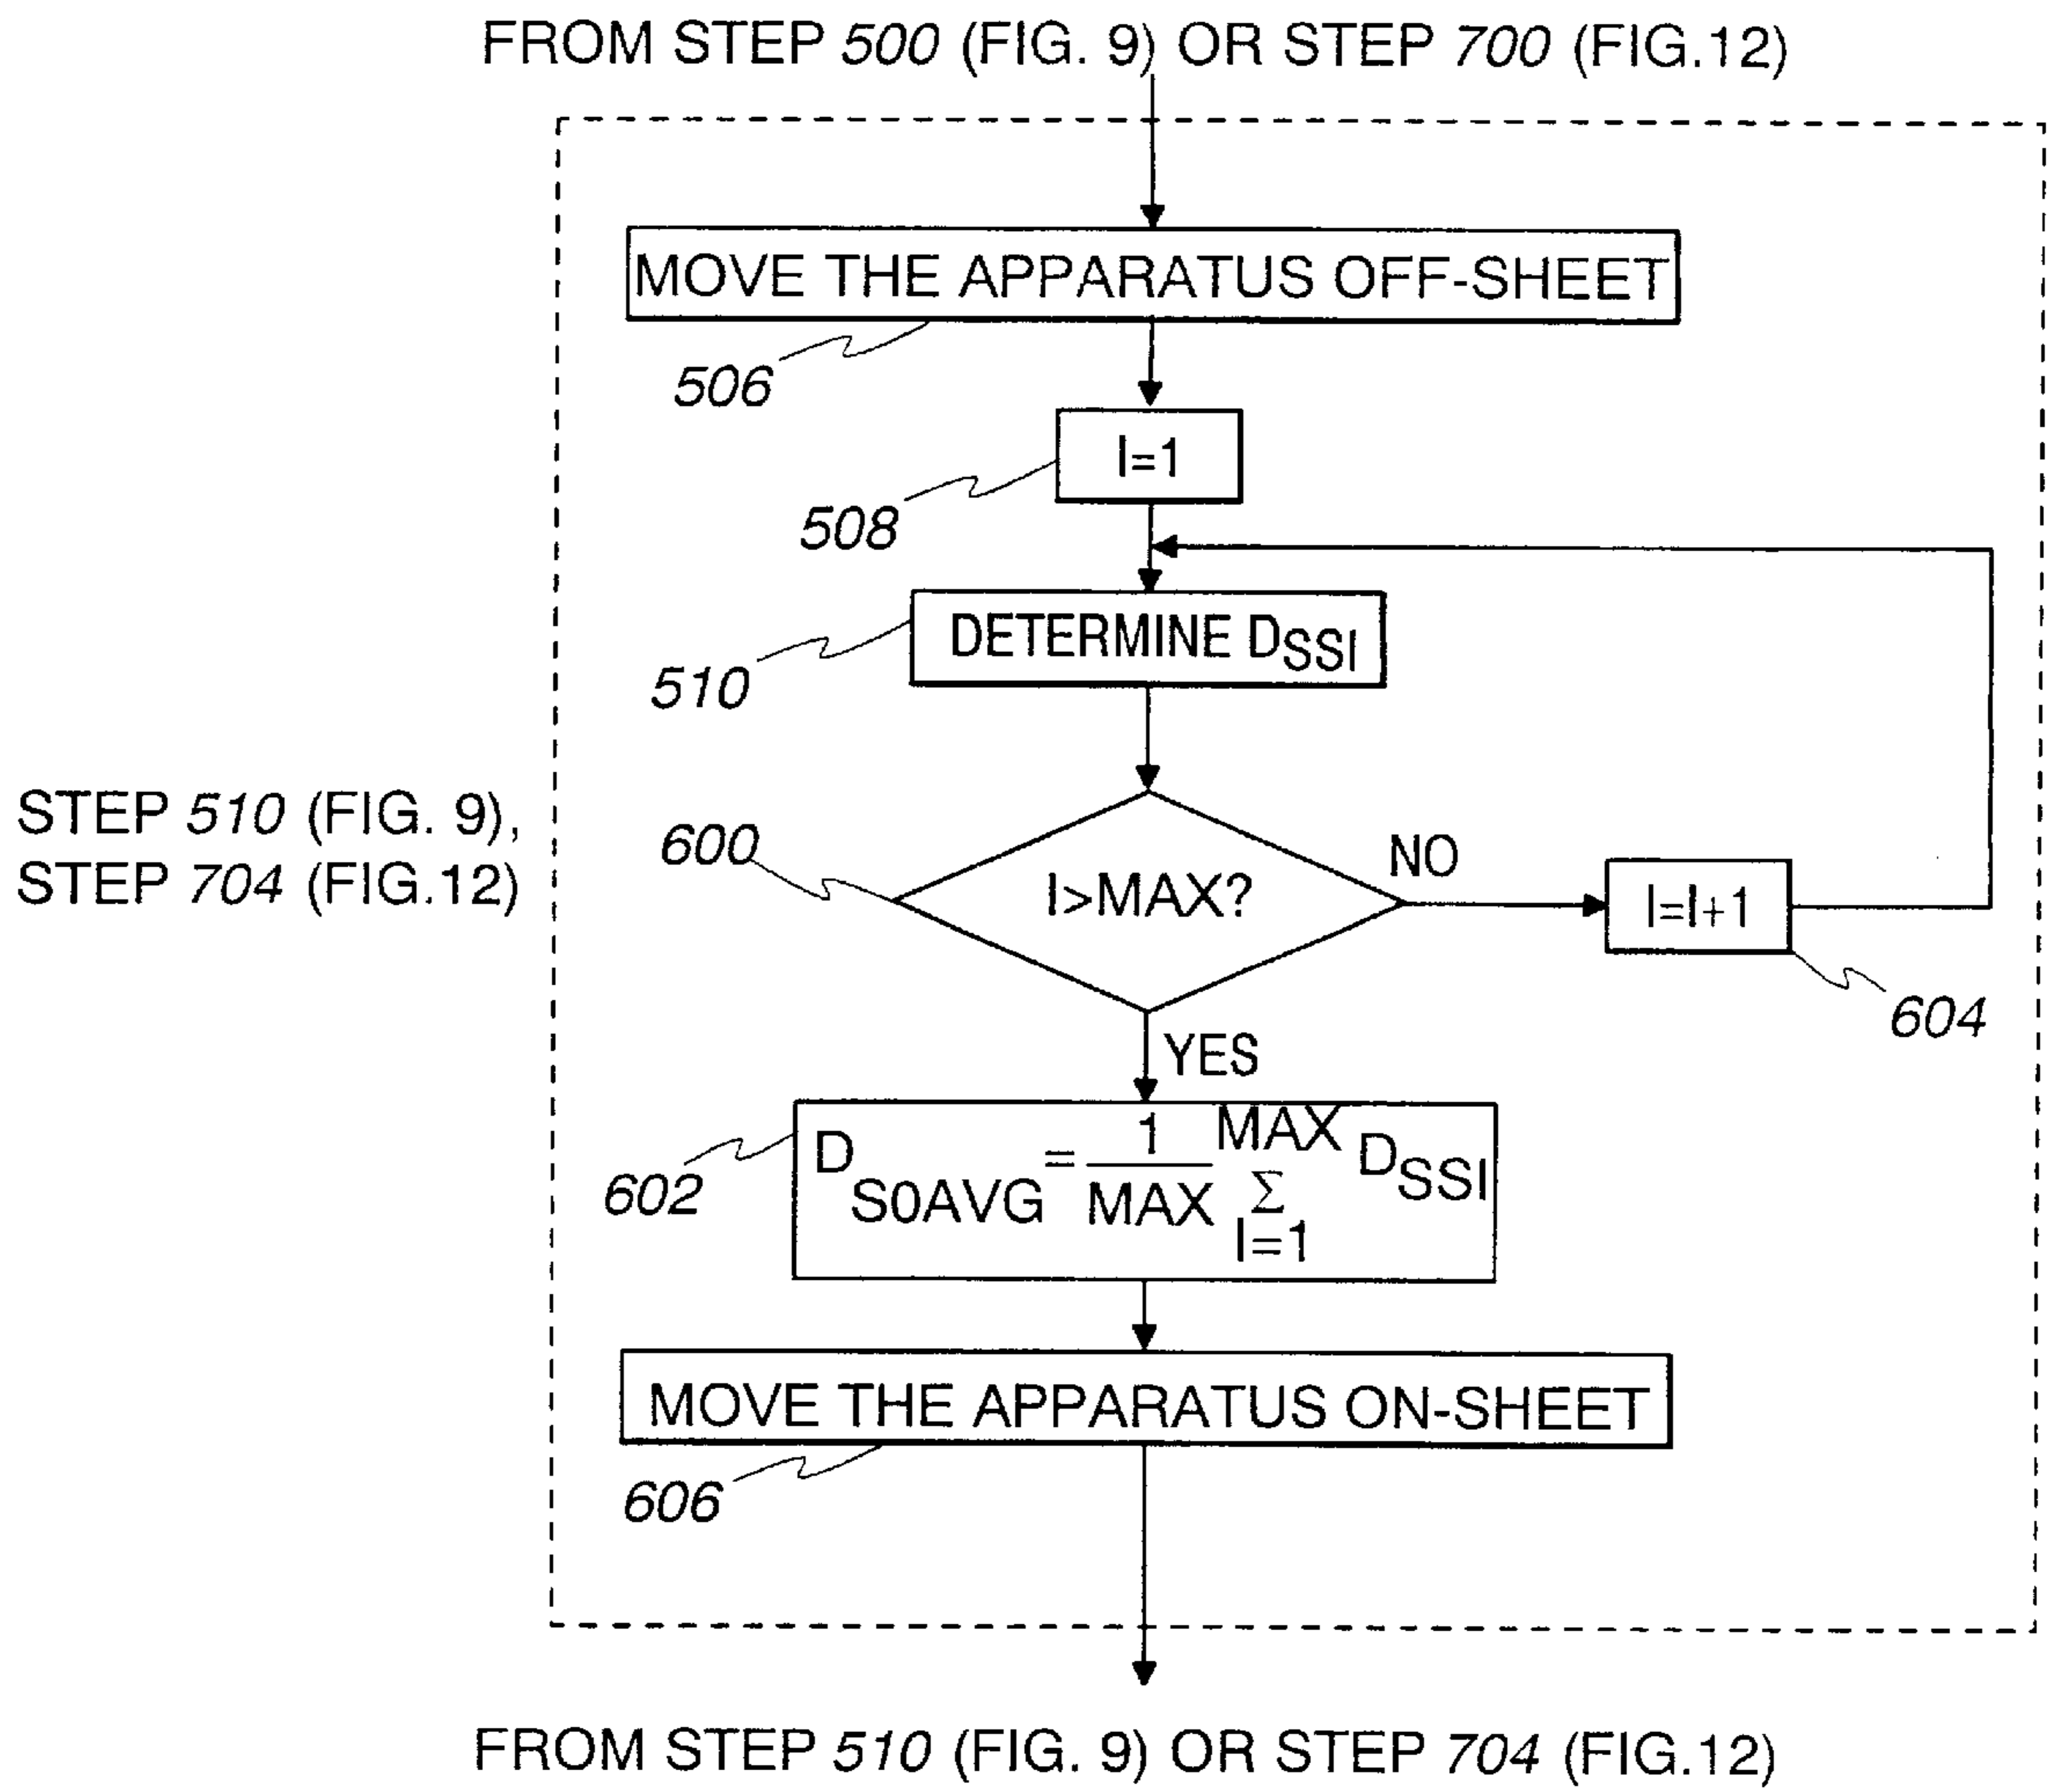 FROM STEP 500 (FIG. 9) OR STEP 700 (FIG.12)
MOVE THE APPARATUS OFF-SHEET
506
I=1
508
DETERMINE DSSI
510
STEP 510 (FIG. 9),
STEP 704 (FIG.12)
600
I>MAX?
NO
I=I+1
604
YES
602
DS0AVG = 1/MAX MAX Σ I=1 DSSI
MOVE THE APPARATUS ON-SHEET
606
FROM STEP 510 (FIG. 9) OR STEP 704 (FIG.12)